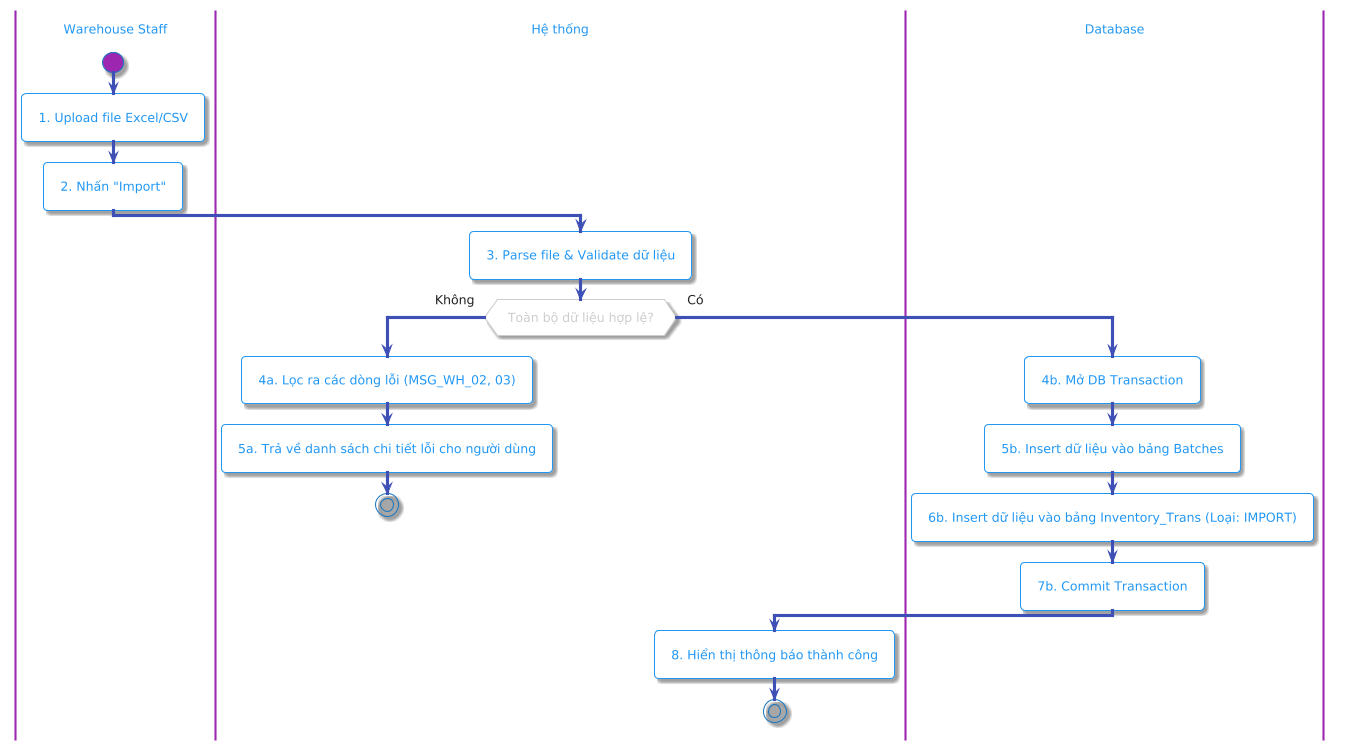 Warehouse Staff
Hệ thống
Database
1. Upload file Excel/CSV
2. Nhấn "Import"
3. Parse file & Validate dữ liệu
Không
Toàn bộ dữ liệu hợp lệ?
Có
4a. Lọc ra các dòng lỗi (MSG_WH_02, 03)
4b. Mở DB Transaction
5a. Trả về danh sách chi tiết lỗi cho người dùng
5b. Insert dữ liệu vào bảng Batches
6b. Insert dữ liệu vào bảng Inventory_Trans (Loại: IMPORT)
7b. Commit Transaction
8. Hiển thị thông báo thành công